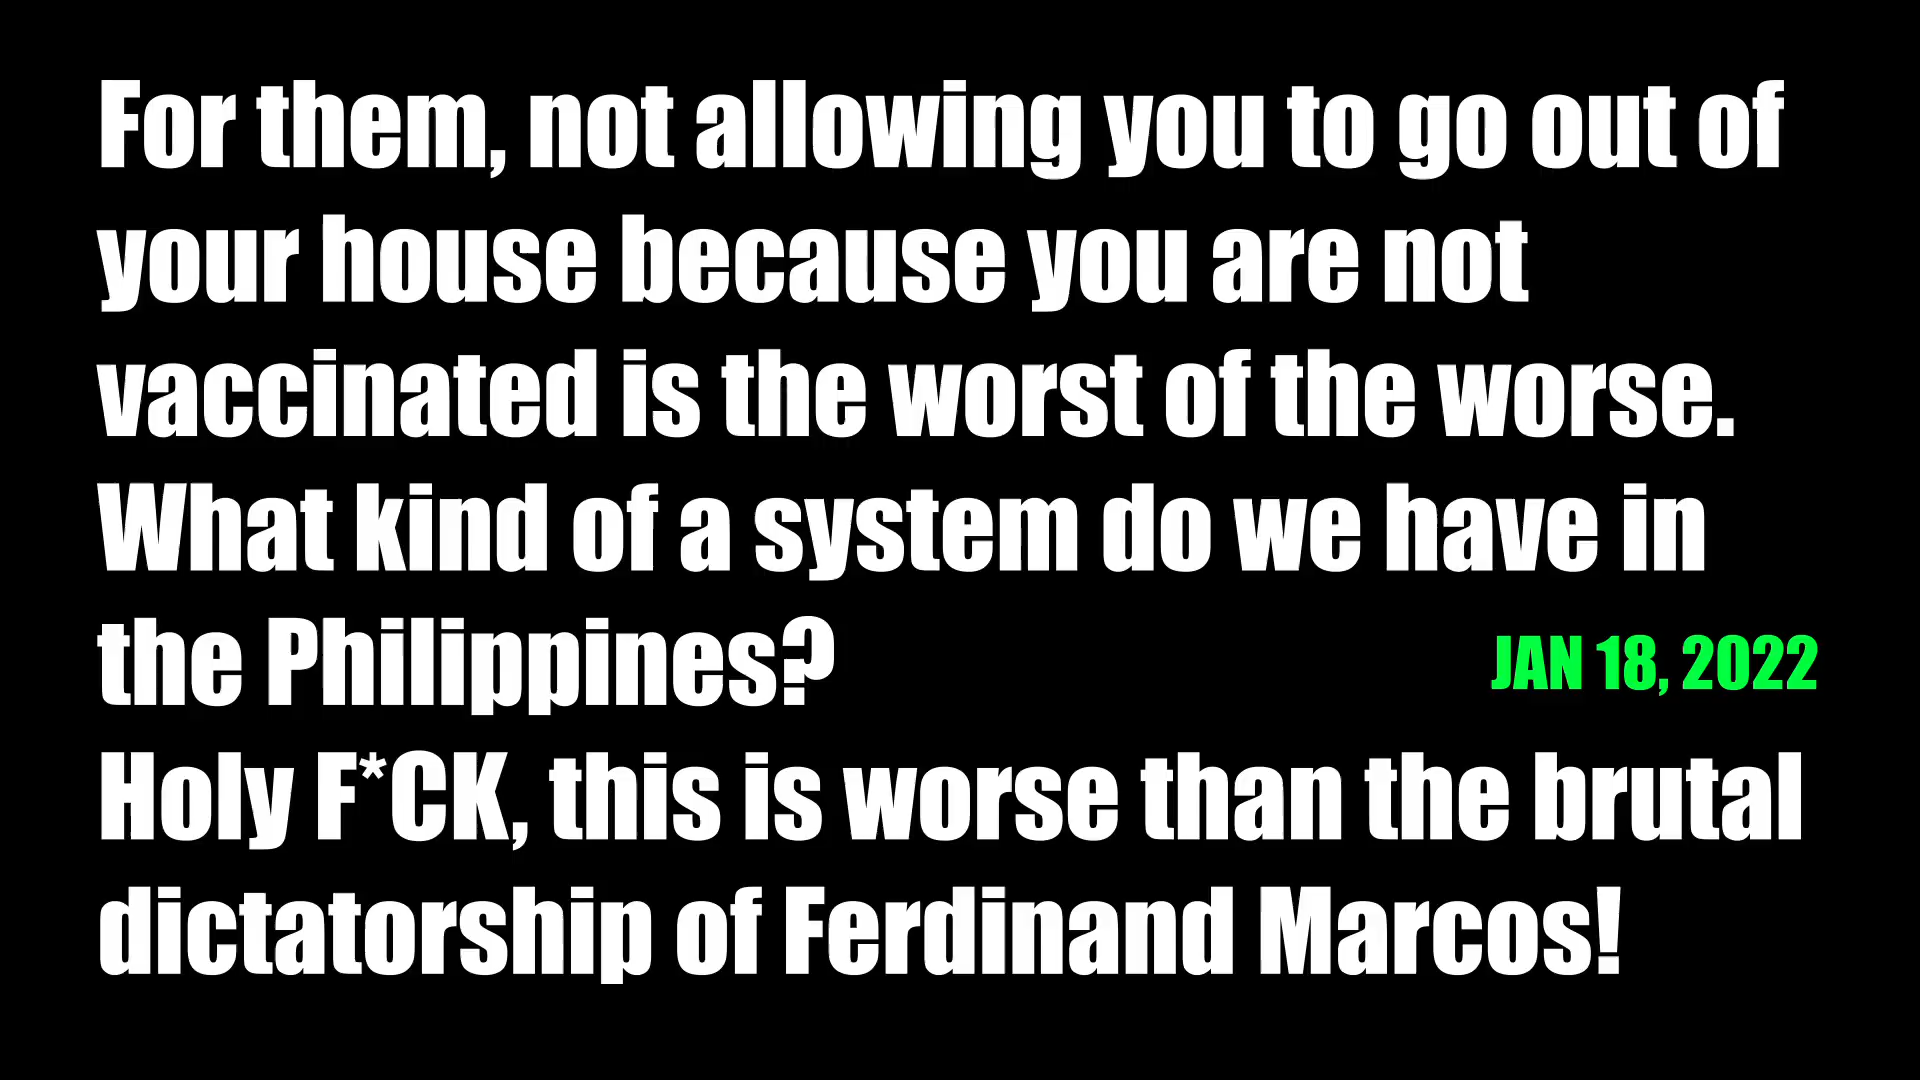 For them, not allowing you to go out of
your house because you are not
vaccinated is the worst of the worse.
What kind of a system do we have in
the Philippines?
JAN 18, 2022
Holy F*CK, this is worse than the brutal
dictatorship of Ferdinand Marcos!